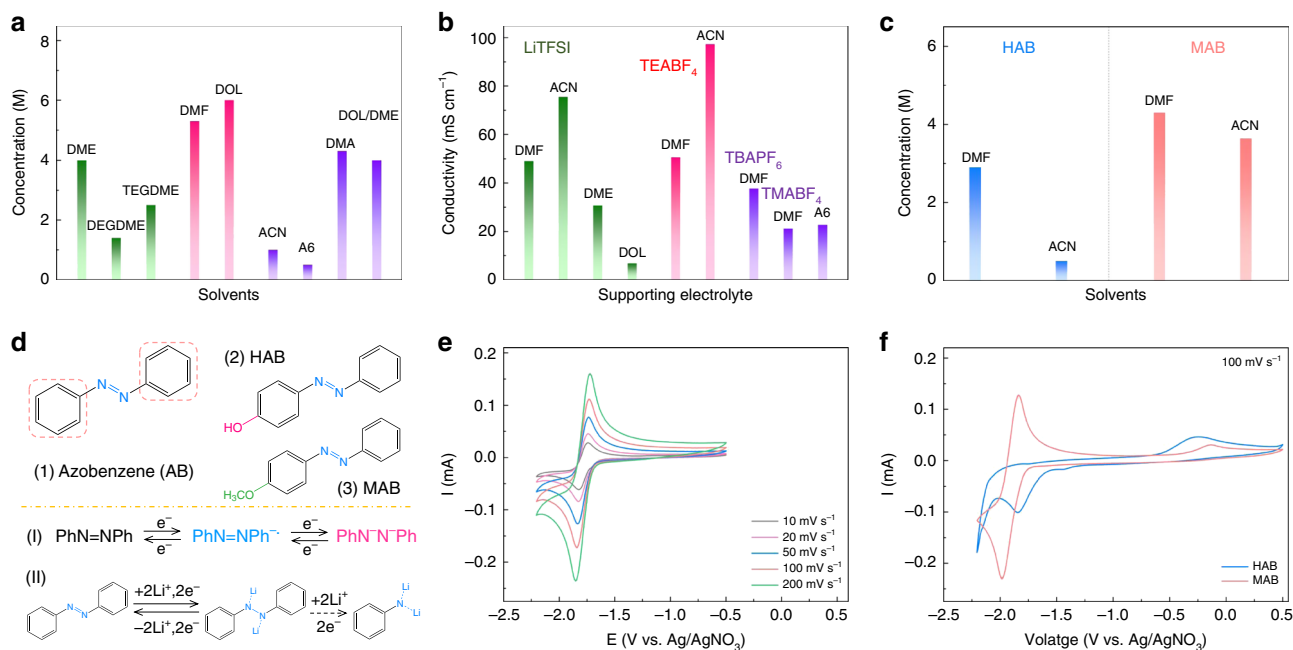 a
Concentration (M)
8
6
4
2
0
DME
DEGDME
TEGDME
DMF
DOL
ACN
A6
DMA
DOL/DME
Solvents
b
Conductivity (mS cm⁻¹)
100
80
60
40
20
0
LiTFSI
DMF
ACN
DME
DOL
TEABF₄
DMF
ACN
TBAPF₆
DMF
TMABF₄
DMF
A6
Supporting electrolyte
c
Concentration (M)
6
4
2
0
HAB
MAB
DMF
ACN
DMF
ACN
Solvents
d
N=N
(1) Azobenzene (AB)
(2) HAB
N=N
HO
N=N
H₃CO
(3) MAB
(I) PhN=NPh e⁻ e⁻ PhN=NPh⁻· e⁻ e⁻ PhN⁻N⁻Ph
(II)
N=N
+2Li⁺,2e⁻
−2Li⁺,2e⁻
Li
N
N
Li
+2Li⁺
2e⁻
Li
N
Li
e
I (mA)
0.2
0.1
0.0
−0.1
−0.2
10 mV s⁻¹
20 mV s⁻¹
50 mV s⁻¹
100 mV s⁻¹
200 mV s⁻¹
−2.5 −2.0 −1.5 −1.0 −0.5 0.0 0.5
E (V vs. Ag/AgNO₃)
f
100 mV s⁻¹
I (mA)
0.2
0.1
0.0
−0.1
−0.2
HAB
MAB
−2.5 −2.0 −1.5 −1.0 −0.5 0.0 0.5
Volatge (V vs. Ag/AgNO₃)